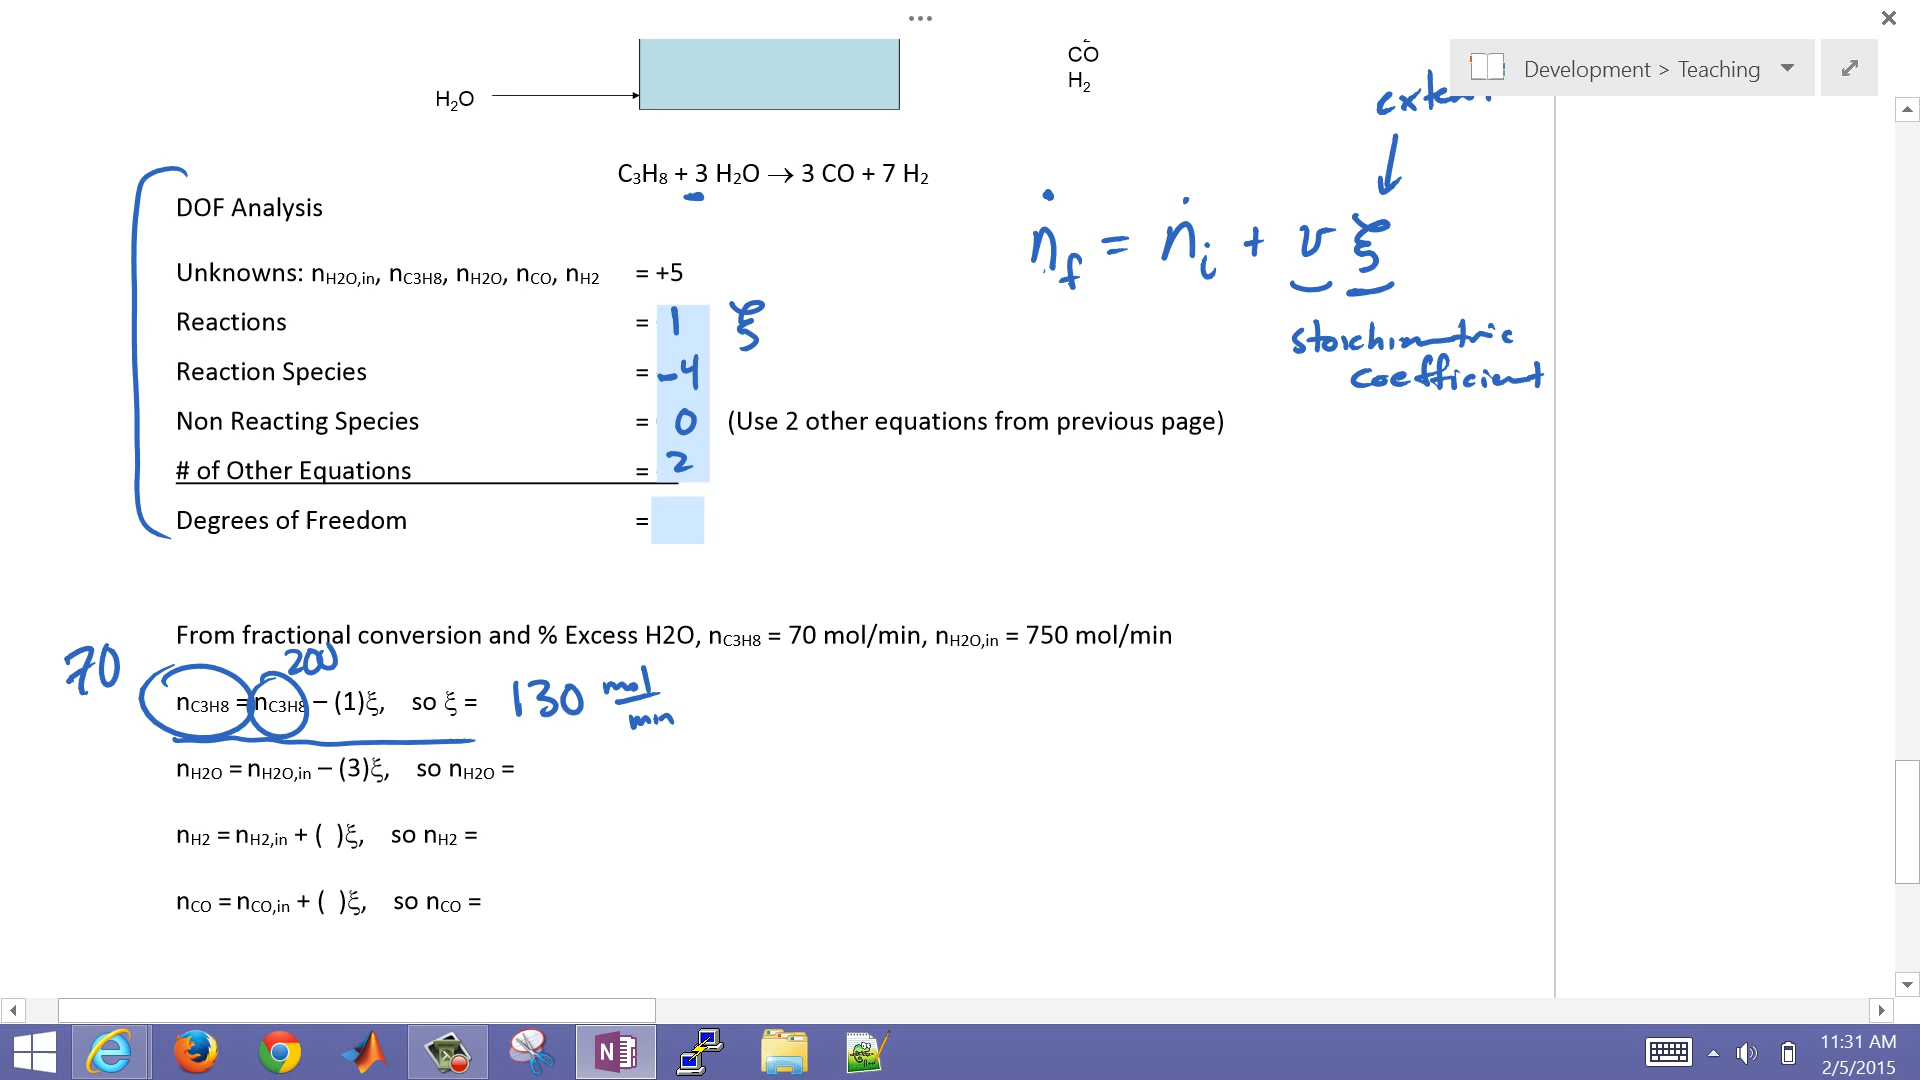 CO
H2
Development > Teaching
H2O
exte
C3H8 + 3 H2O → 3 CO + 7 H2
DOF Analysis
ṅf = ṅi + ν ξ
Unknowns: nH2O,in, nC3H8, nH2O, nCO, nH2 = +5
Reactions = 1 ξ
stoichimetric
coefficient
Reaction Species = -4
Non Reacting Species = 0 (Use 2 other equations from previous page)
# of Other Equations = 2
Degrees of Freedom =
From fractional conversion and % Excess H2O, nC3H8 = 70 mol/min, nH2O,in = 750 mol/min
70 200
nC3H8 = nC3H8 – (1)ξ, so ξ = 130 mol/min
nH2O = nH2O,in – (3)ξ, so nH2O =
nH2 = nH2,in + ( )ξ, so nH2 =
nCO = nCO,in + ( )ξ, so nCO =
11:31 AM
2/5/2015